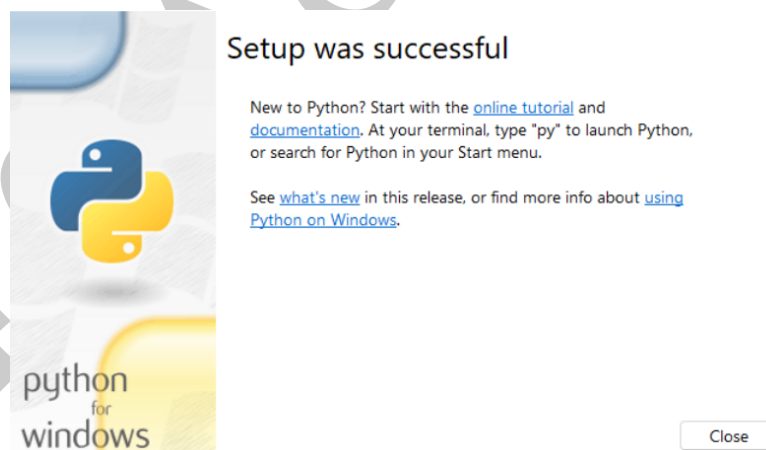 Setup was successful
New to Python? Start with the online tutorial and
documentation. At your terminal, type "py" to launch Python,
or search for Python in your Start menu.
See what's new in this release, or find more info about using
Python on Windows.
python
for
windows
Close